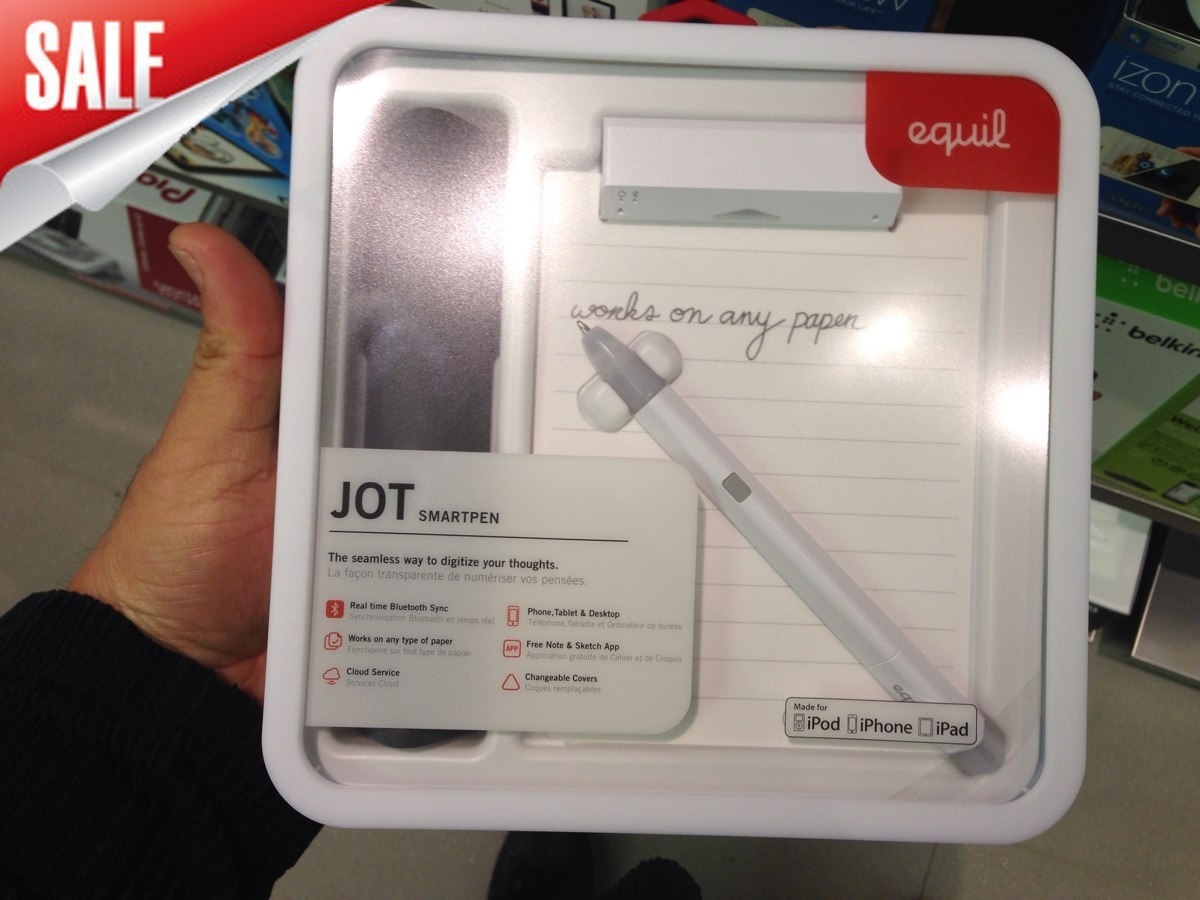 SALE
equil
izon
works on any paper
belkin
JOT SMARTPEN
The seamless way to digitize your thoughts.
La façon transparente de numériser vos pensées.
Real time Bluetooth Sync
Synchronisation Bluetooth en temps réél
Works on any type of paper
Fonctionne sur tout type de papier
Cloud Service
Services Cloud
Phone,Tablet & Desktop
Téléphone,Tablette et Ordinateur de bureau
APP
Free Note & Sketch App
Application gratuite de Cahier et de Croquis
Changeable Covers
Coques remplaçables
Made for
iPod iPhone iPad